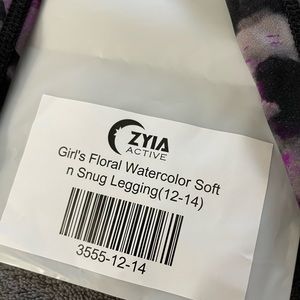 ZYIA
ACTIVE
Girl's Floral Watercolor Soft
n Snug Legging(12-14)
3555-12-14